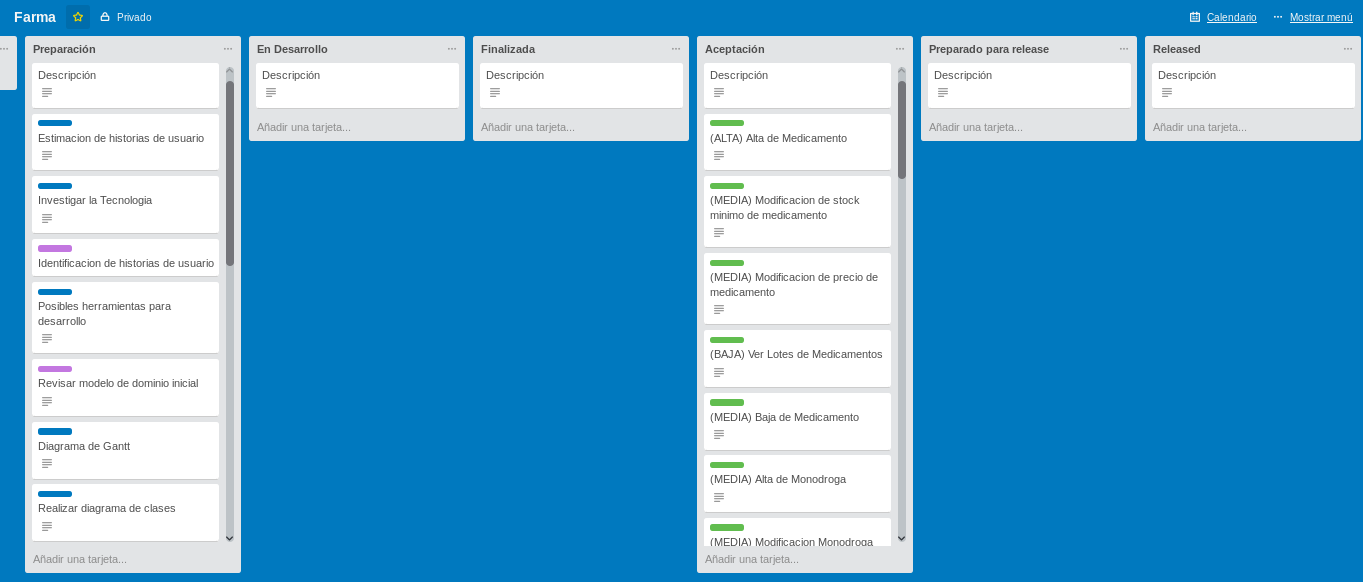 Farma
Privado
Calendario
Mostrar menú
Preparación
Descripción
Estimacion de historias de usuario
Investigar la Tecnologia
Identificacion de historias de usuario
Posibles herramientas para
desarrollo
Revisar modelo de dominio inicial
Diagrama de Gantt
Realizar diagrama de clases
Añadir una tarjeta...
En Desarrollo
Descripción
Añadir una tarjeta...
Finalizada
Descripción
Añadir una tarjeta...
Aceptación
Descripción
(ALTA) Alta de Medicamento
(MEDIA) Modificacion de stock
minimo de medicamento
(MEDIA) Modificacion de precio de
medicamento
(BAJA) Ver Lotes de Medicamentos
(MEDIA) Baja de Medicamento
(MEDIA) Alta de Monodroga
(MEDIA) Modificacion Monodroga
Añadir una tarjeta...
Preparado para release
Descripción
Añadir una tarjeta...
Released
Descripción
Añadir una tarjeta...